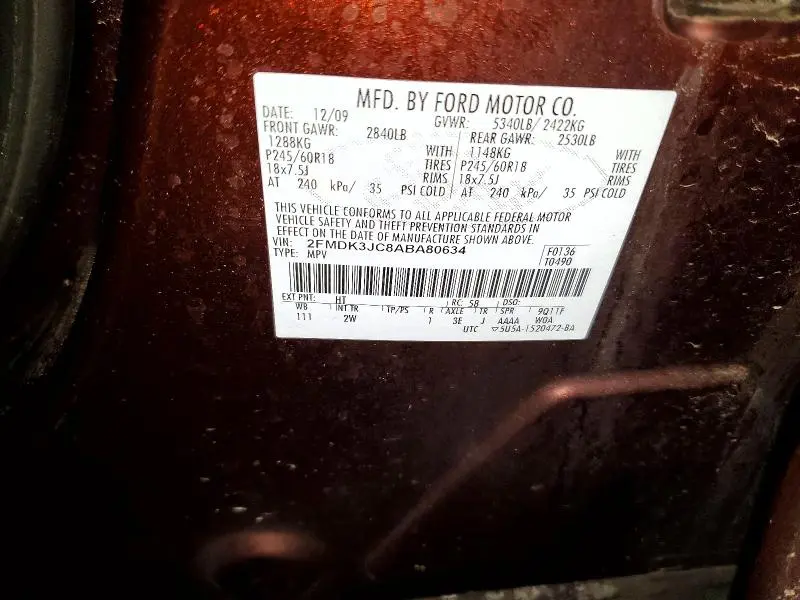 MFD. BY FORD MOTOR CO.
DATE: 12/09 GVWR: 5340LB/ 2422KG
FRONT GAWR: 2840LB REAR GAWR: 2530LB
1288KG WITH 1148KG WITH
P245/60R18 TIRES P245/60R18 TIRES
18x7.5J RIMS 18x7.5J RIMS
AT 240 kPa/ 35 PSI COLD AT 240 kPa/ 35 PSI COLD
THIS VEHICLE CONFORMS TO ALL APPLICABLE FEDERAL MOTOR
VEHICLE SAFETY AND THEFT PREVENTION STANDARDS IN
EFFECT ON THE DATE OF MANUFACTURE SHOWN ABOVE.
VIN: 2FMDK3JC8ABA80634 F0136
TYPE: MPV T0490
EXT PNT: HT RC: 58 DSO:
WB INT TR TP/PS R AXLE TR SPR 9Q11F
111 2W 1 3E J AAAA W0A
UTC ▽5U5A-1520472-BA